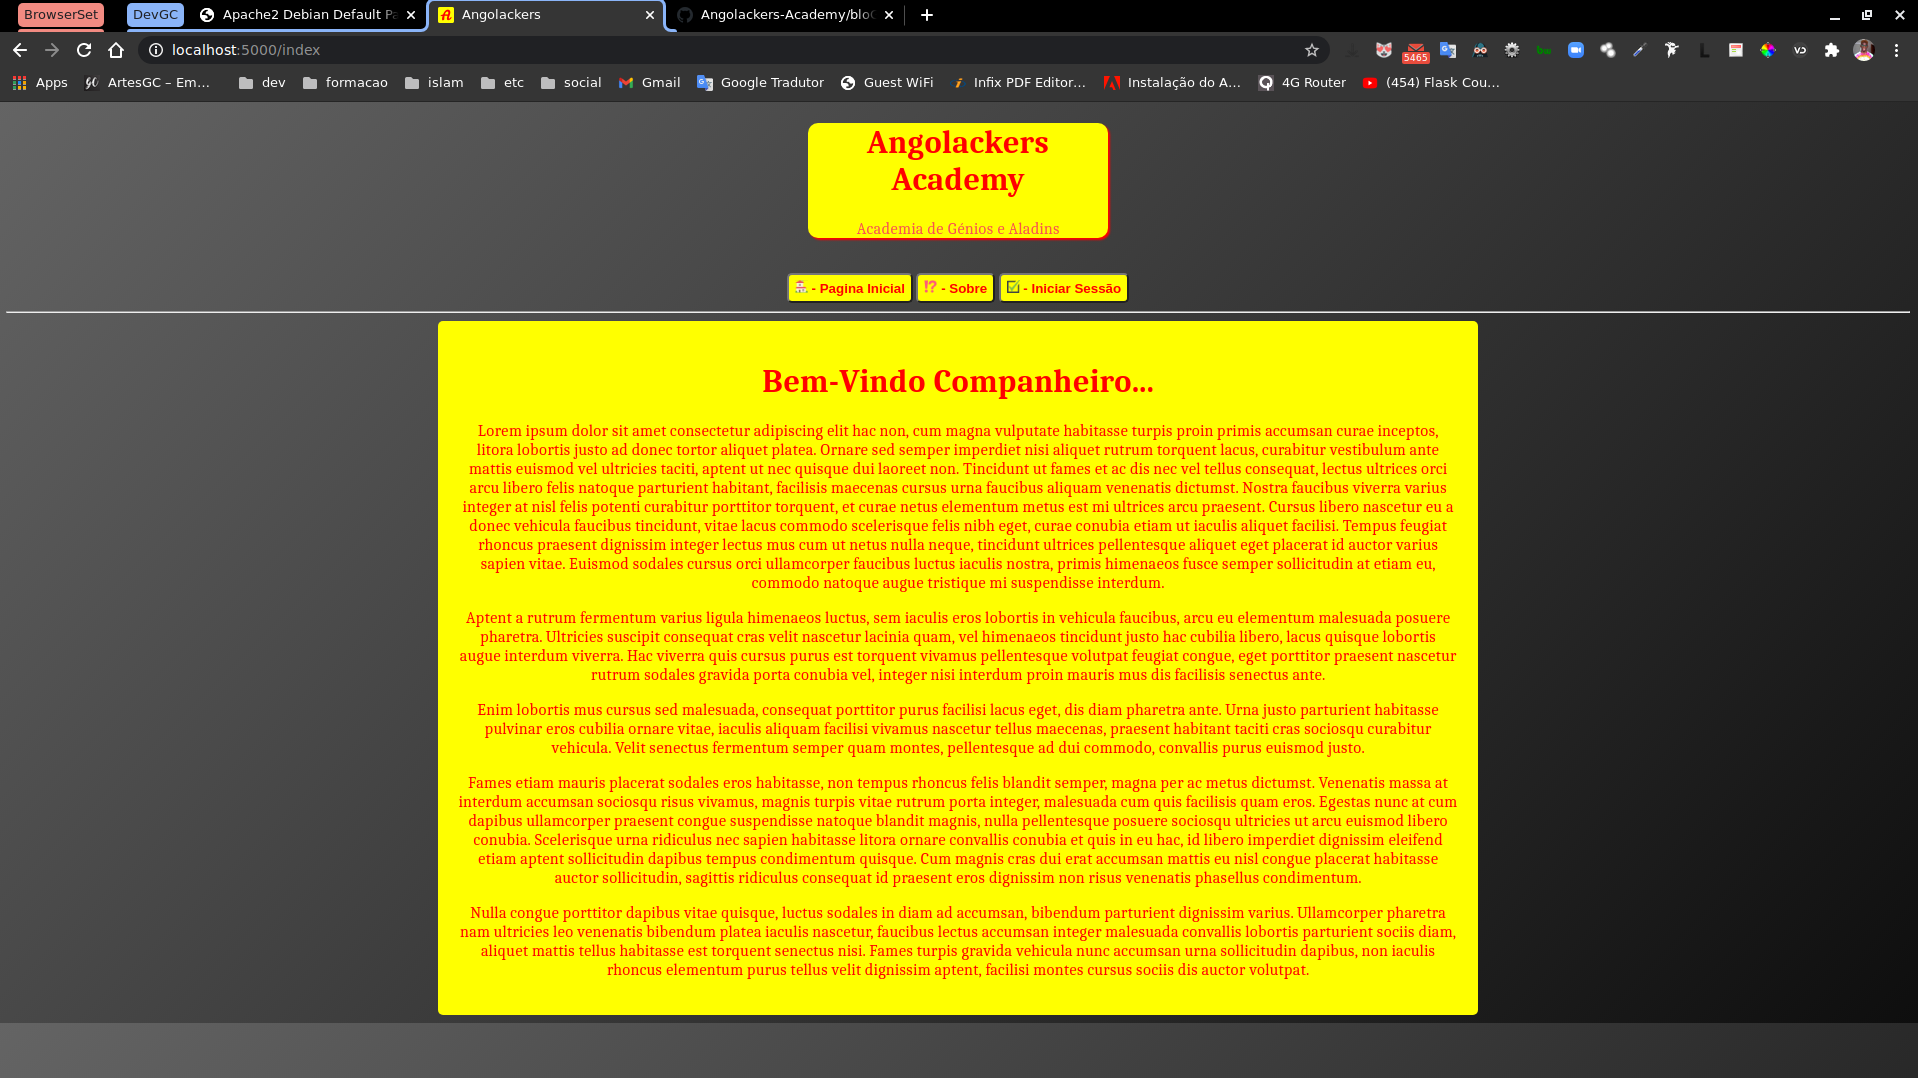 BrowserSet
DevGC
Apache2 Debian Default Pa
Angolackers
Angolackers-Academy/blo
localhost:5000/index
5465
Apps
ArtesGC – Em...
dev
formacao
islam
etc
social
Gmail
Google Tradutor
Guest WiFi
Infix PDF Editor...
Instalação do A...
4G Router
(454) Flask Cou...
Angolackers
Academy
Academia de Génios e Aladins
- Pagina Inicial
⁉ - Sobre
- Iniciar Sessão
Bem-Vindo Companheiro...
Lorem ipsum dolor sit amet consectetur adipiscing elit hac non, cum magna vulputate habitasse turpis proin primis accumsan curae inceptos,
litora lobortis justo ad donec tortor aliquet platea. Ornare sed semper imperdiet nisi aliquet rutrum torquent lacus, curabitur vestibulum ante
mattis euismod vel ultricies taciti, aptent ut nec quisque dui laoreet non. Tincidunt ut fames et ac dis nec vel tellus consequat, lectus ultrices orci
arcu libero felis natoque parturient habitant, facilisis maecenas cursus urna faucibus aliquam venenatis dictumst. Nostra faucibus viverra varius
integer at nisl felis potenti curabitur porttitor torquent, et curae netus elementum metus est mi ultrices arcu praesent. Cursus libero nascetur eu a
donec vehicula faucibus tincidunt, vitae lacus commodo scelerisque felis nibh eget, curae conubia etiam ut iaculis aliquet facilisi. Tempus feugiat
rhoncus praesent dignissim integer lectus mus cum ut netus nulla neque, tincidunt ultrices pellentesque aliquet eget placerat id auctor varius
sapien vitae. Euismod sodales cursus orci ullamcorper faucibus luctus iaculis nostra, primis himenaeos fusce semper sollicitudin at etiam eu,
commodo natoque augue tristique mi suspendisse interdum.
Aptent a rutrum fermentum varius ligula himenaeos luctus, sem iaculis eros lobortis in vehicula faucibus, arcu eu elementum malesuada posuere
pharetra. Ultricies suscipit consequat cras velit nascetur lacinia quam, vel himenaeos tincidunt justo hac cubilia libero, lacus quisque lobortis
augue interdum viverra. Hac viverra quis cursus purus est torquent vivamus pellentesque volutpat feugiat congue, eget porttitor praesent nascetur
rutrum sodales gravida porta conubia vel, integer nisi interdum proin mauris mus dis facilisis senectus ante.
Enim lobortis mus cursus sed malesuada, consequat porttitor purus facilisi lacus eget, dis diam pharetra ante. Urna justo parturient habitasse
pulvinar eros cubilia ornare vitae, iaculis aliquam facilisi vivamus nascetur tellus maecenas, praesent habitant taciti cras sociosqu curabitur
vehicula. Velit senectus fermentum semper quam montes, pellentesque ad dui commodo, convallis purus euismod justo.
Fames etiam mauris placerat sodales eros habitasse, non tempus rhoncus felis blandit semper, magna per ac metus dictumst. Venenatis massa at
interdum accumsan sociosqu risus vivamus, magnis turpis vitae rutrum porta integer, malesuada cum quis facilisis quam eros. Egestas nunc at cum
dapibus ullamcorper praesent congue suspendisse natoque blandit magnis, nulla pellentesque posuere sociosqu ultricies ut arcu euismod libero
conubia. Scelerisque urna ridiculus nec sapien habitasse litora ornare convallis conubia et quis in eu hac, id libero imperdiet dignissim eleifend
etiam aptent sollicitudin dapibus tempus condimentum quisque. Cum magnis cras dui erat accumsan mattis eu nisl congue placerat habitasse
auctor sollicitudin, sagittis ridiculus consequat id praesent eros dignissim non risus venenatis phasellus condimentum.
Nulla congue porttitor dapibus vitae quisque, luctus sodales in diam ad accumsan, bibendum parturient dignissim varius. Ullamcorper pharetra
nam ultricies leo venenatis bibendum platea iaculis nascetur, faucibus lectus accumsan integer malesuada convallis lobortis parturient sociis diam,
aliquet mattis tellus habitasse est torquent senectus nisi. Fames turpis gravida vehicula nunc accumsan urna sollicitudin dapibus, non iaculis
rhoncus elementum purus tellus velit dignissim aptent, facilisi montes cursus sociis dis auctor volutpat.